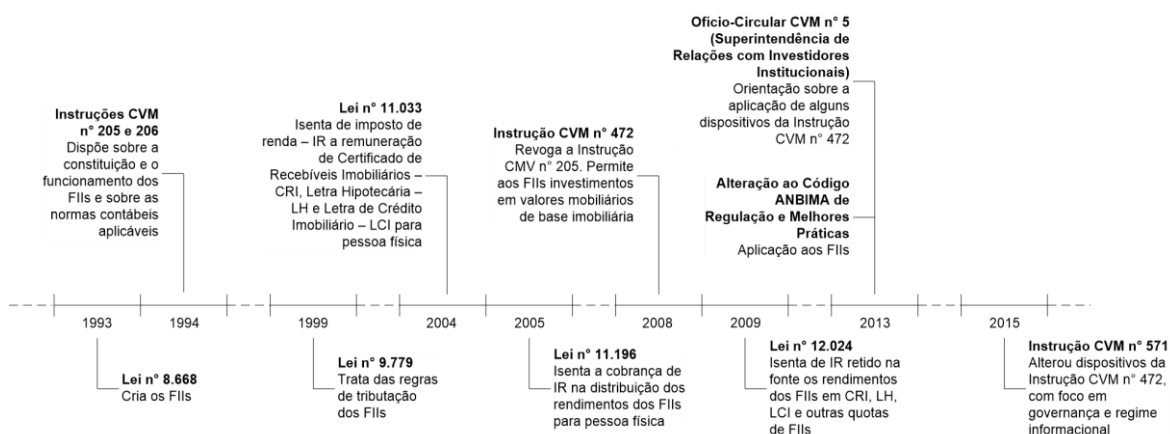 Instruções CVM
n° 205 e 206
Dispõe sobre a
constituição e o
funcionamento dos
FIIs e sobre as
normas contábeis
aplicáveis
Lei n° 11.033
Isenta de imposto de
renda – IR a remuneração
de Certificado de
Recebíveis Imobiliários –
CRI, Letra Hipotecária –
LH e Letra de Crédito
Imobiliário – LCI para
pessoa física
Instrução CVM n° 472
Revoga a Instrução
CMV n° 205. Permite
aos FIIs investimentos
em valores mobiliários
de base imobiliária
Oficio-Circular CVM n° 5
(Superintendência de
Relações com Investidores
Institucionais)
Orientação sobre a
aplicação de alguns
dispositivos da Instrução
CVM n° 472
Alteração ao Código
ANBIMA de
Regulação e Melhores
Práticas
Aplicação aos FIIs
1993 1994 1999 2004 2005 2008 2009 2013 2015
Lei n° 8.668
Cria os FIIs
Lei n° 9.779
Trata das regras
de tributação
dos FIIs
Lei n° 11.196
Isenta a cobrança de
IR na distribuição dos
rendimentos dos FIIs
para pessoa física
Lei n° 12.024
Isenta de IR retido na
fonte os rendimentos
dos FIIs em CRI, LH,
LCI e outras quotas
de FIIs
Instrução CVM n° 571
Alterou dispositivos da
Instrução CVM n° 472,
com foco em
governança e regime
informacional